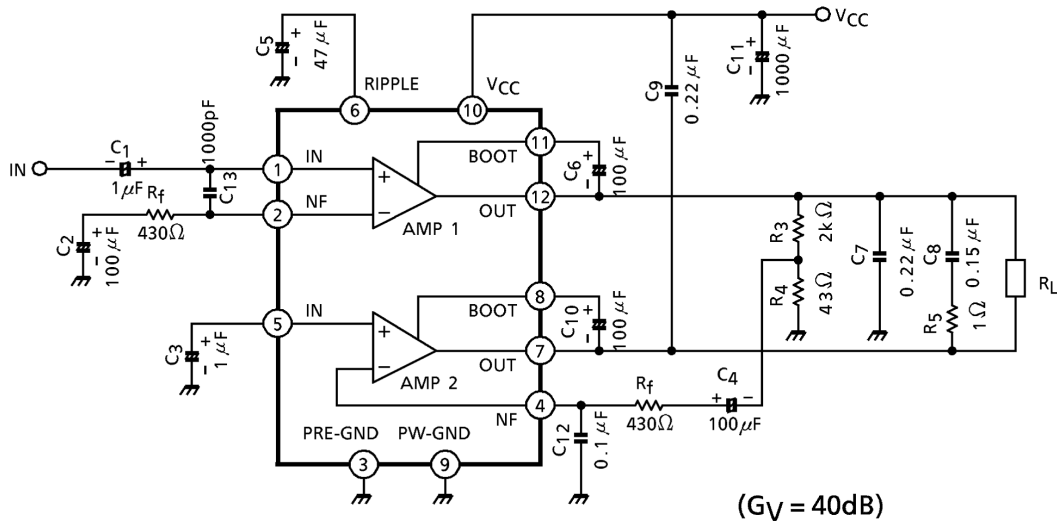 C5
+
-
47 μF
RIPPLE
6
VCC
10
C9
0.22 μF
C11
+
-
1000 μF
VCC
IN
C1
-
+
1μF
1000pF
C13
Rf
430Ω
C2
+
-
100 μF
1
IN
2
NF
+
-
AMP 1
BOOT
11
OUT
12
C6
+
-
100 μF
R3
2kΩ
R4
43Ω
C7
0.22 μF
C8
0.15 μF
R5
1Ω
RL
C3
+
-
1 μF
5
IN
+
-
AMP 2
BOOT
8
OUT
7
C10
+
-
100 μF
NF
4
C12
0.1 μF
Rf
430Ω
C4
+
-
100μF
PRE-GND
3
PW-GND
9
(GV = 40dB)